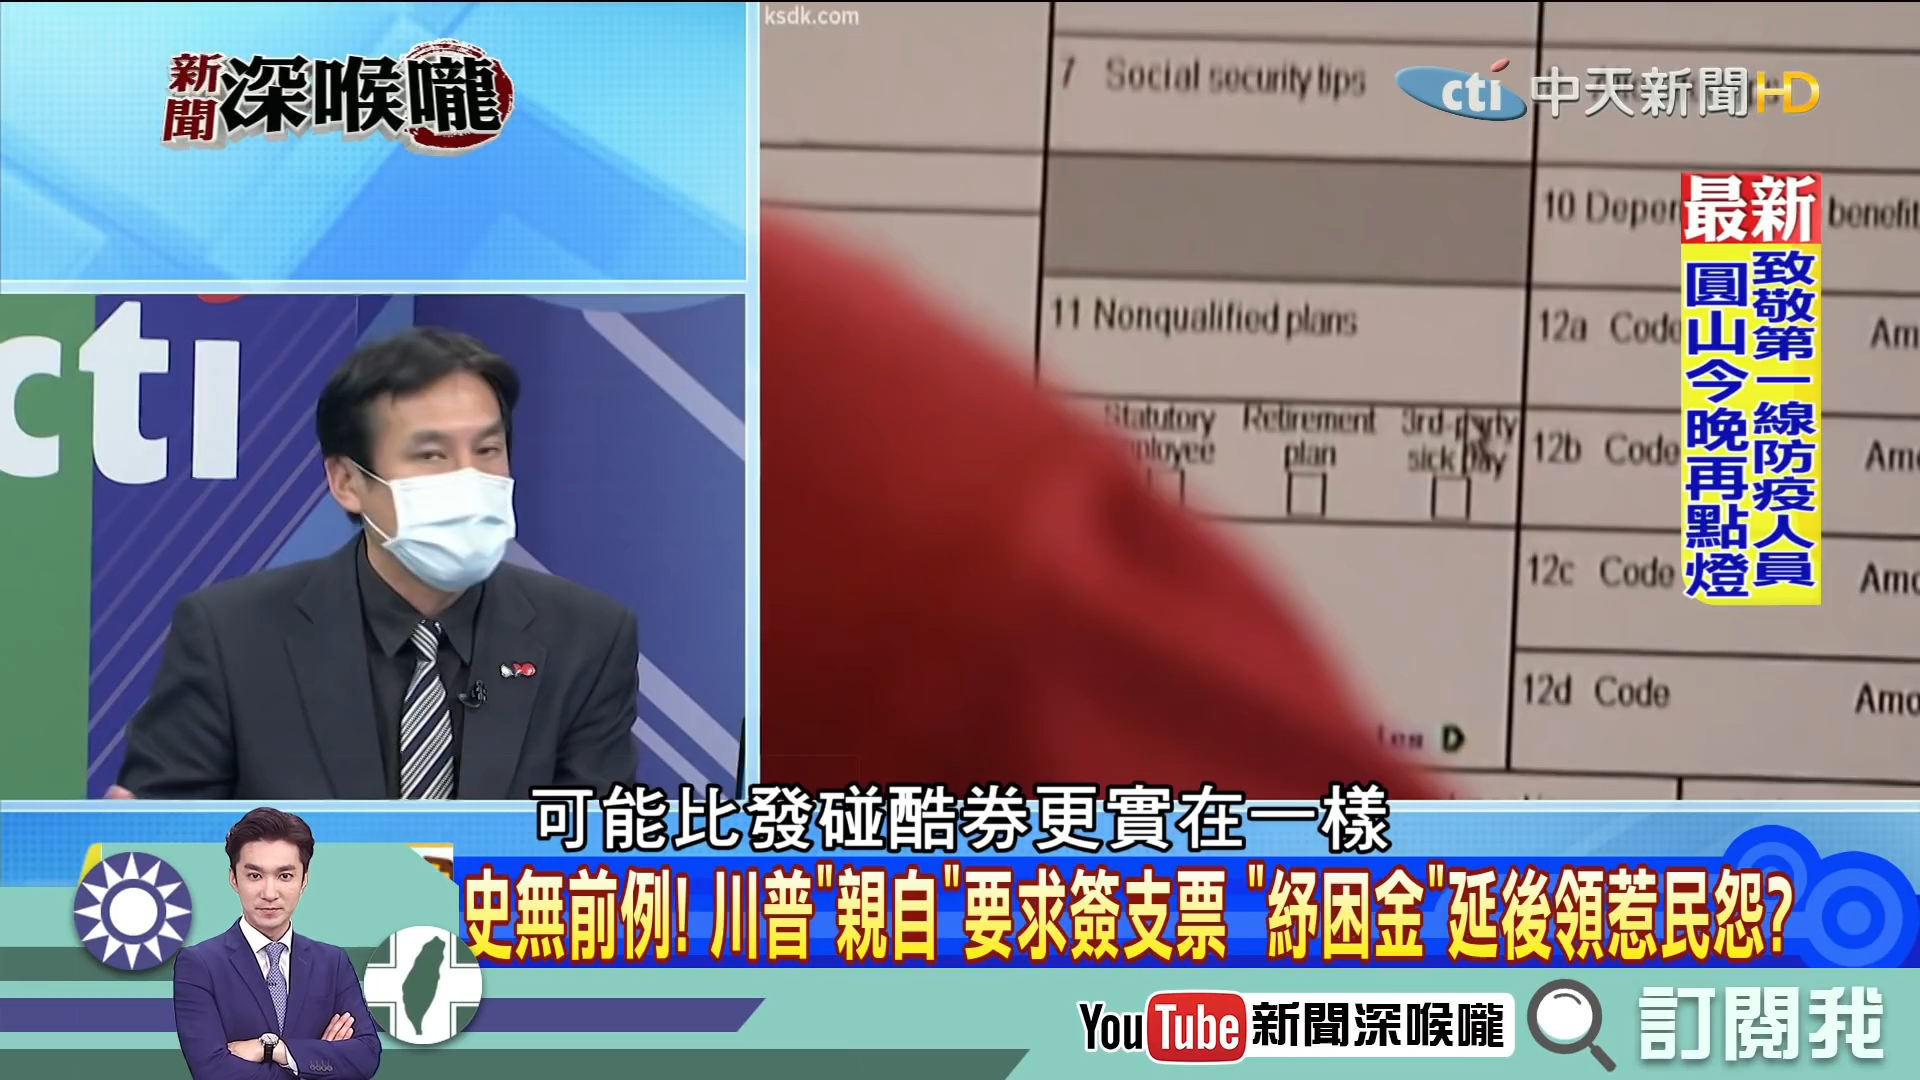 新聞深喉嚨
ksdk.com
7 Social security tips
cti 中天新聞HD
10 Depen
benefit
最新
致敬第一線防疫人員
圓山今晚再點燈
cti
11 Nonqualified plans
12a Code
Am
Statutory
ployee
Retirement
plan
3rd-party
sick pay
12b Code
Amo
12c Code
Amo
12d Code
Amo
D
可能比發碰酷券更實在一樣
史無前例！川普"親自"要求簽支票 "紓困金"延後領惹民怨？
YouTube 新聞深喉嚨
訂閱我